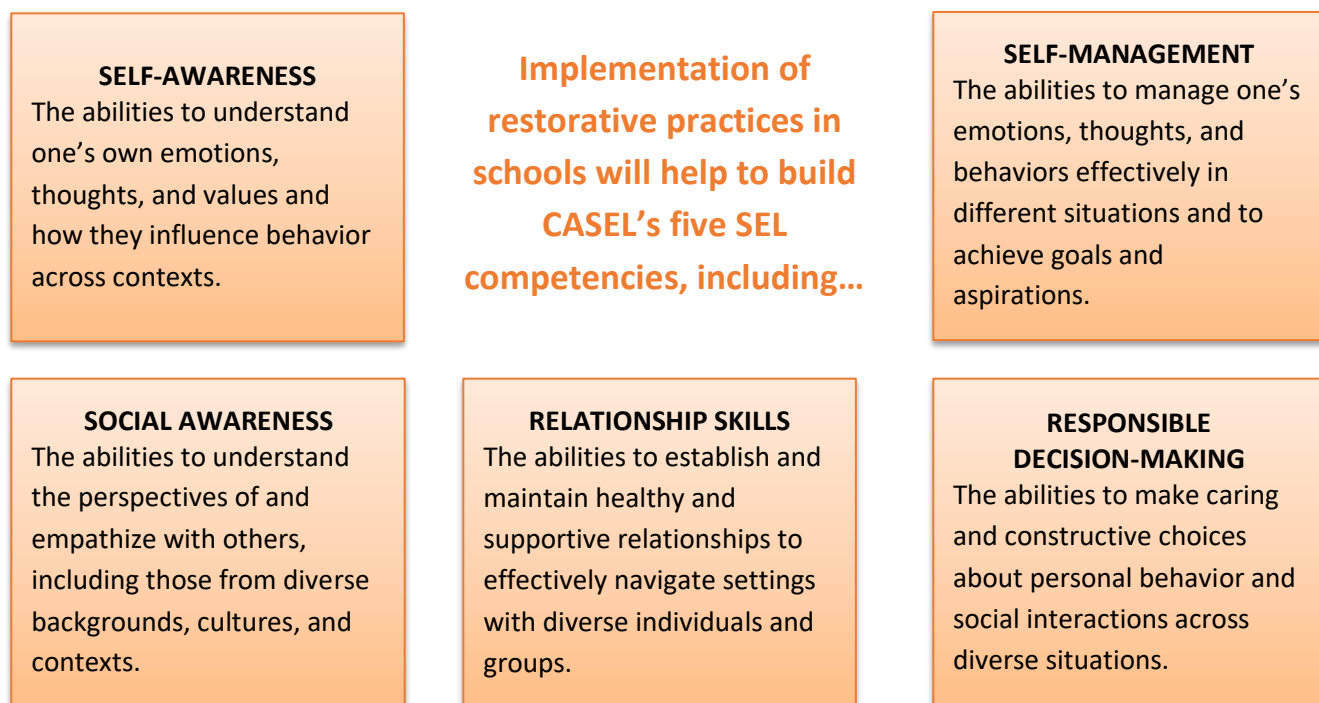 SELF-AWARENESS
The abilities to understand
one’s own emotions,
thoughts, and values and
how they influence behavior
across contexts.
Implementation of
restorative practices in
schools will help to build
CASEL’s five SEL
competencies, including…
SELF-MANAGEMENT
The abilities to manage one’s
emotions, thoughts, and
behaviors effectively in
different situations and to
achieve goals and
aspirations.
SOCIAL AWARENESS
The abilities to understand
the perspectives of and
empathize with others,
including those from diverse
backgrounds, cultures, and
contexts.
RELATIONSHIP SKILLS
The abilities to establish and
maintain healthy and
supportive relationships to
effectively navigate settings
with diverse individuals and
groups.
RESPONSIBLE
DECISION-MAKING
The abilities to make caring
and constructive choices
about personal behavior and
social interactions across
diverse situations.